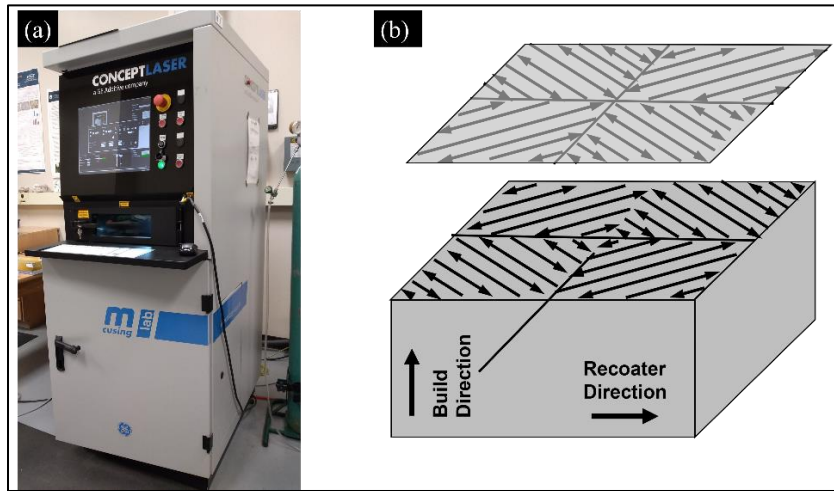 (a)
CONCEPTLASER
a GE Additive company
m
cusing
lab
(b)
Build
Direction
Recoater
Direction